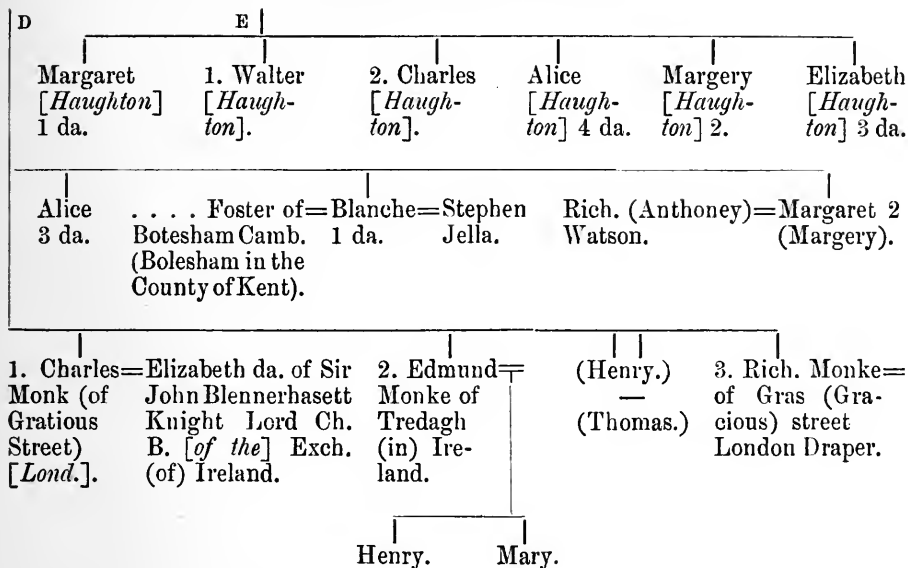 D E
Margaret 1. Walter 2. Charles Alice Margery Elizabeth
[Haughton] [Haugh- [Haugh- [Haugh- [Haugh- [Haugh-
1 da. ton]. ton]. ton] 4 da. ton] 2. ton] 3 da.
Alice . . . . Foster of=Blanche=Stephen Rich. (Anthoney)=Margaret 2
3 da. Botesham Camb. 1 da. Jella. Watson. (Margery).
(Bolesham in the
County of Kent).
1. Charles=Elizabeth da. of Sir 2. Edmund= (Henry.) 3. Rich. Monke=
Monk (of John Blennerhasett Monke of — of Gras (Gra-
Gratious Knight Lord Ch. Tredagh (Thomas.) cious) street
Street) B. [of the] Exch. (in) Ire- London Draper.
[Lond.]. (of) Ireland. land.
Henry. Mary.